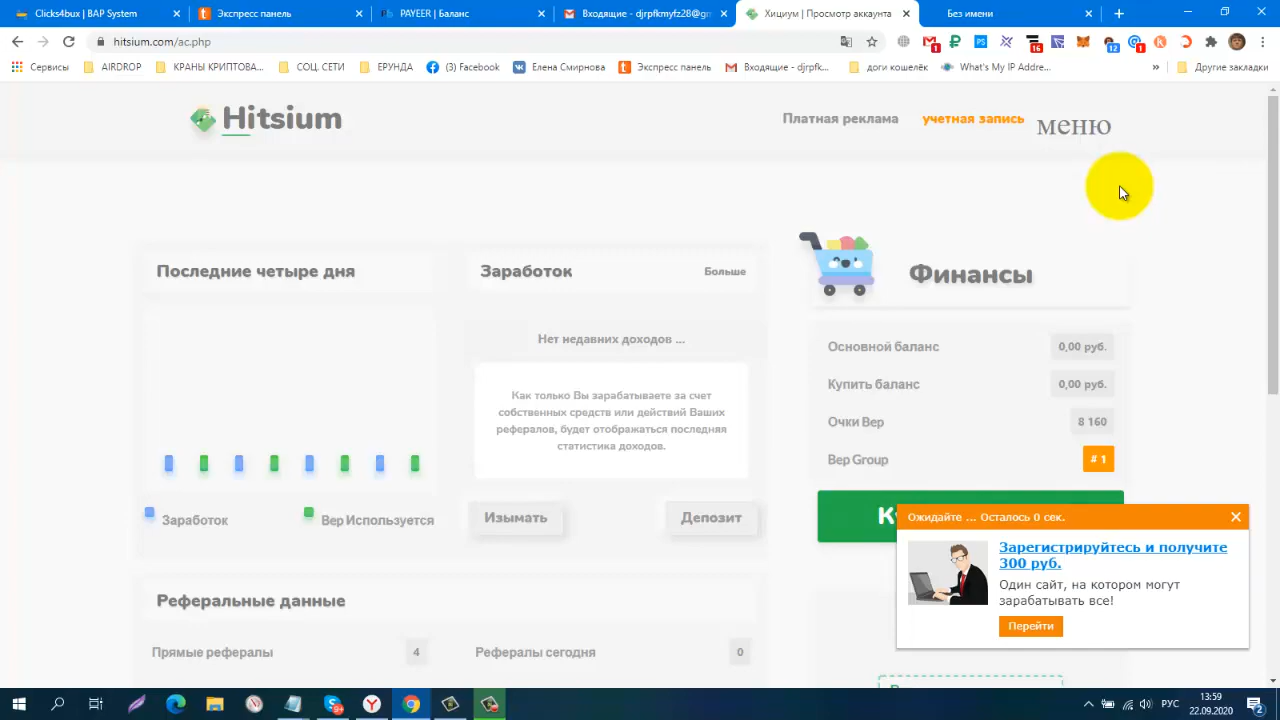 Clicks4bux | Surf
BAP System
Экспресс панель
PAYEER | Баланс
Входящие - djrpfkmyfz28@gm
Хициум | Просмотр аккаунта
Без имени
hitsium.com/ac.php
1
16
12
1
Сервисы
AIRDROP
КРАНЫ КРИПТОВА...
СОЦ. СЕТИ
ЕРУНДА
(3) Facebook
Елена Смирнова
Экспресс панель
Входящие - djrpfk...
доги кошелёк
What's My IP Addre...
»
Другие закладки
Hitsium
Платная реклама
учетная запись
меню
Последние четыре дня
Заработок
Больше
Финансы
Нет недавних доходов ...
Как только Вы зарабатываете за счет
собственных средств или действий Ваших
рефералов, будет отображаться последняя
статистика доходов.
Основной баланс
0,00 руб.
Купить баланс
0,00 руб.
Очки Вер
8 160
Вер Group
# 1
Заработок
Вер Используется
Изымать
Депозит
Ожидайте ... Осталось 0 сек.
Зарегистрируйтесь и получите
300 руб.
Один сайт, на котором могут
зарабатывать все!
Перейти
Реферальные данные
Прямые рефералы
4
Рефералы сегодня
0
РУС
13:59
22.09.2020
2